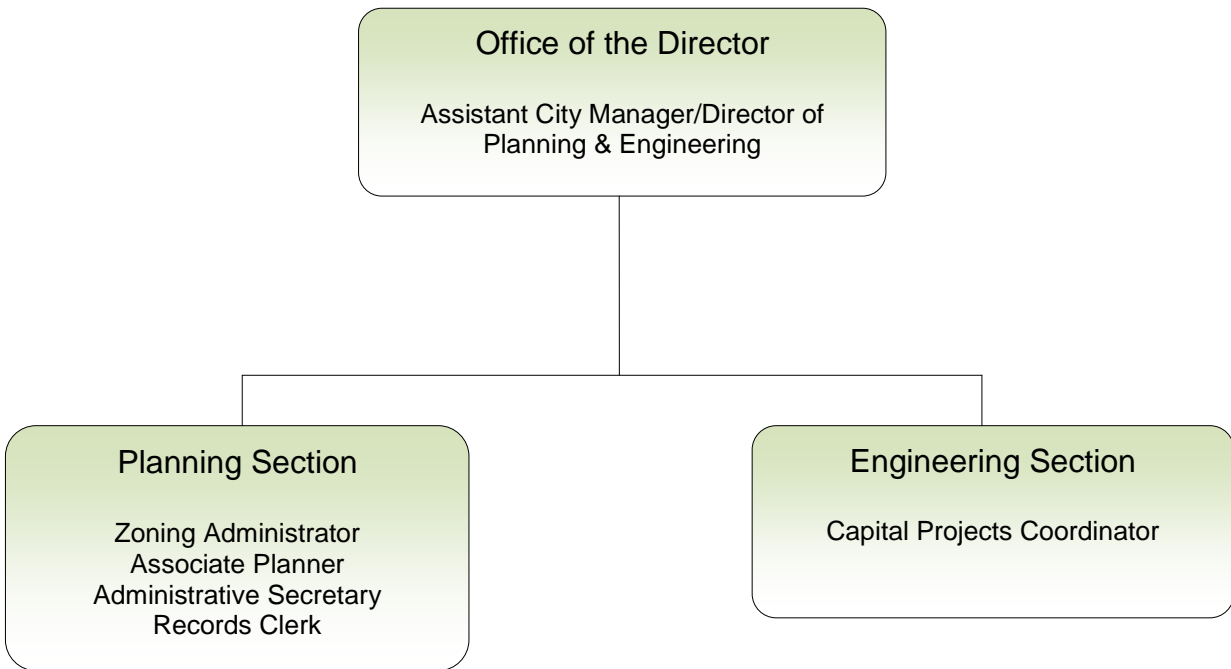 Office of the Director
Assistant City Manager/Director of
Planning & Engineering
Planning Section
Zoning Administrator
Associate Planner
Administrative Secretary
Records Clerk
Engineering Section
Capital Projects Coordinator